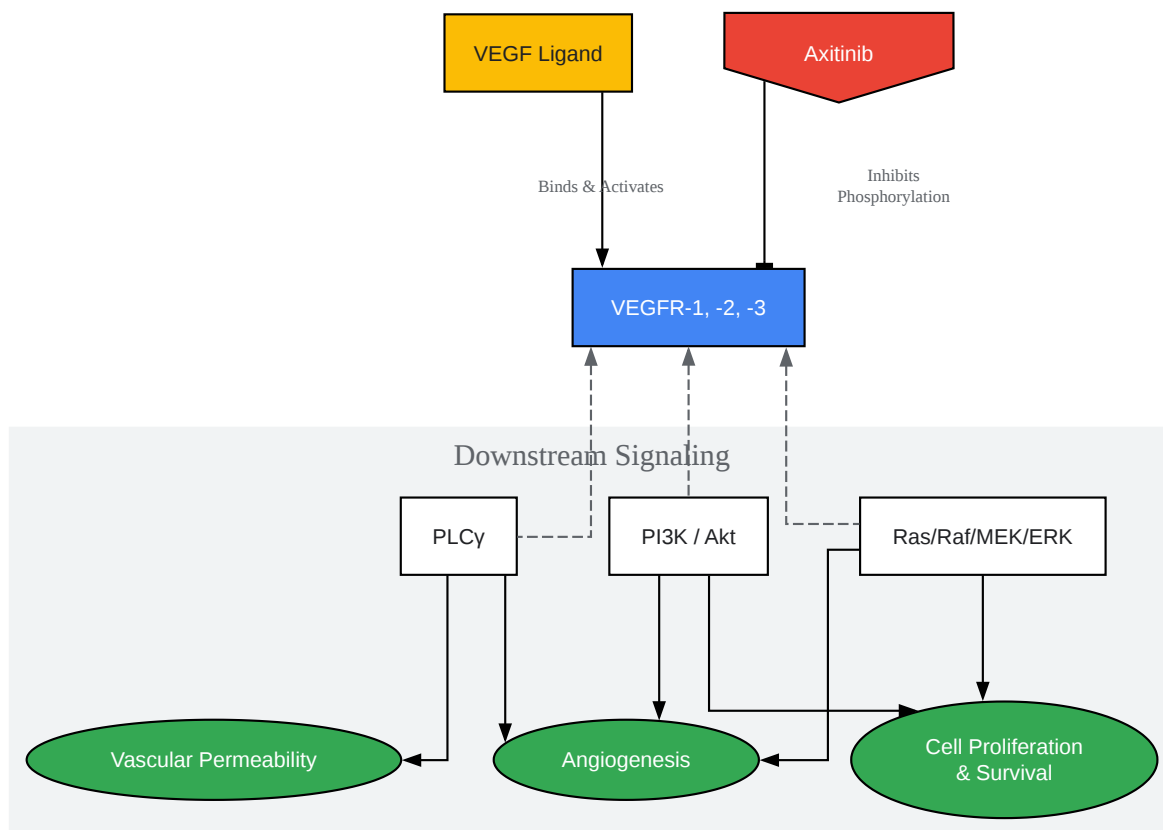 VEGF Ligand
Axitinib
Binds & Activates
Inhibits
Phosphorylation
VEGFR-1, -2, -3
Downstream Signaling
PLCγ
PI3K / Akt
Ras/Raf/MEK/ERK
Vascular Permeability
Angiogenesis
Cell Proliferation
& Survival